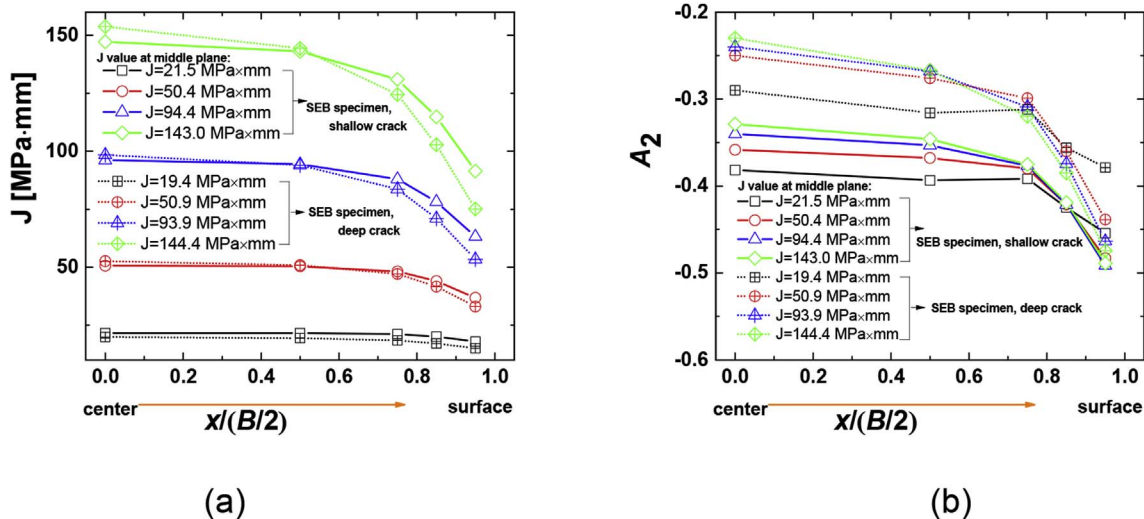 J [MPa·mm]
150
100
50
J value at middle plane:
J=21.5 MPa×mm
J=50.4 MPa×mm
J=94.4 MPa×mm
J=143.0 MPa×mm
SEB specimen,
shallow crack
J=19.4 MPa×mm
J=50.9 MPa×mm
J=93.9 MPa×mm
J=144.4 MPa×mm
SEB specimen,
deep crack
0.0 0.2 0.4 0.6 0.8 1.0
center surface
x/(B/2)
(a)
A2
-0.2
-0.3
-0.4
-0.5
-0.6
J value at middle plane:
J=21.5 MPa×mm
J=50.4 MPa×mm
J=94.4 MPa×mm
J=143.0 MPa×mm
SEB specimen, shallow crack
J=19.4 MPa×mm
J=50.9 MPa×mm
J=93.9 MPa×mm
J=144.4 MPa×mm
SEB specimen, deep crack
0.0 0.2 0.4 0.6 0.8 1.0
center surface
x/(B/2)
(b)